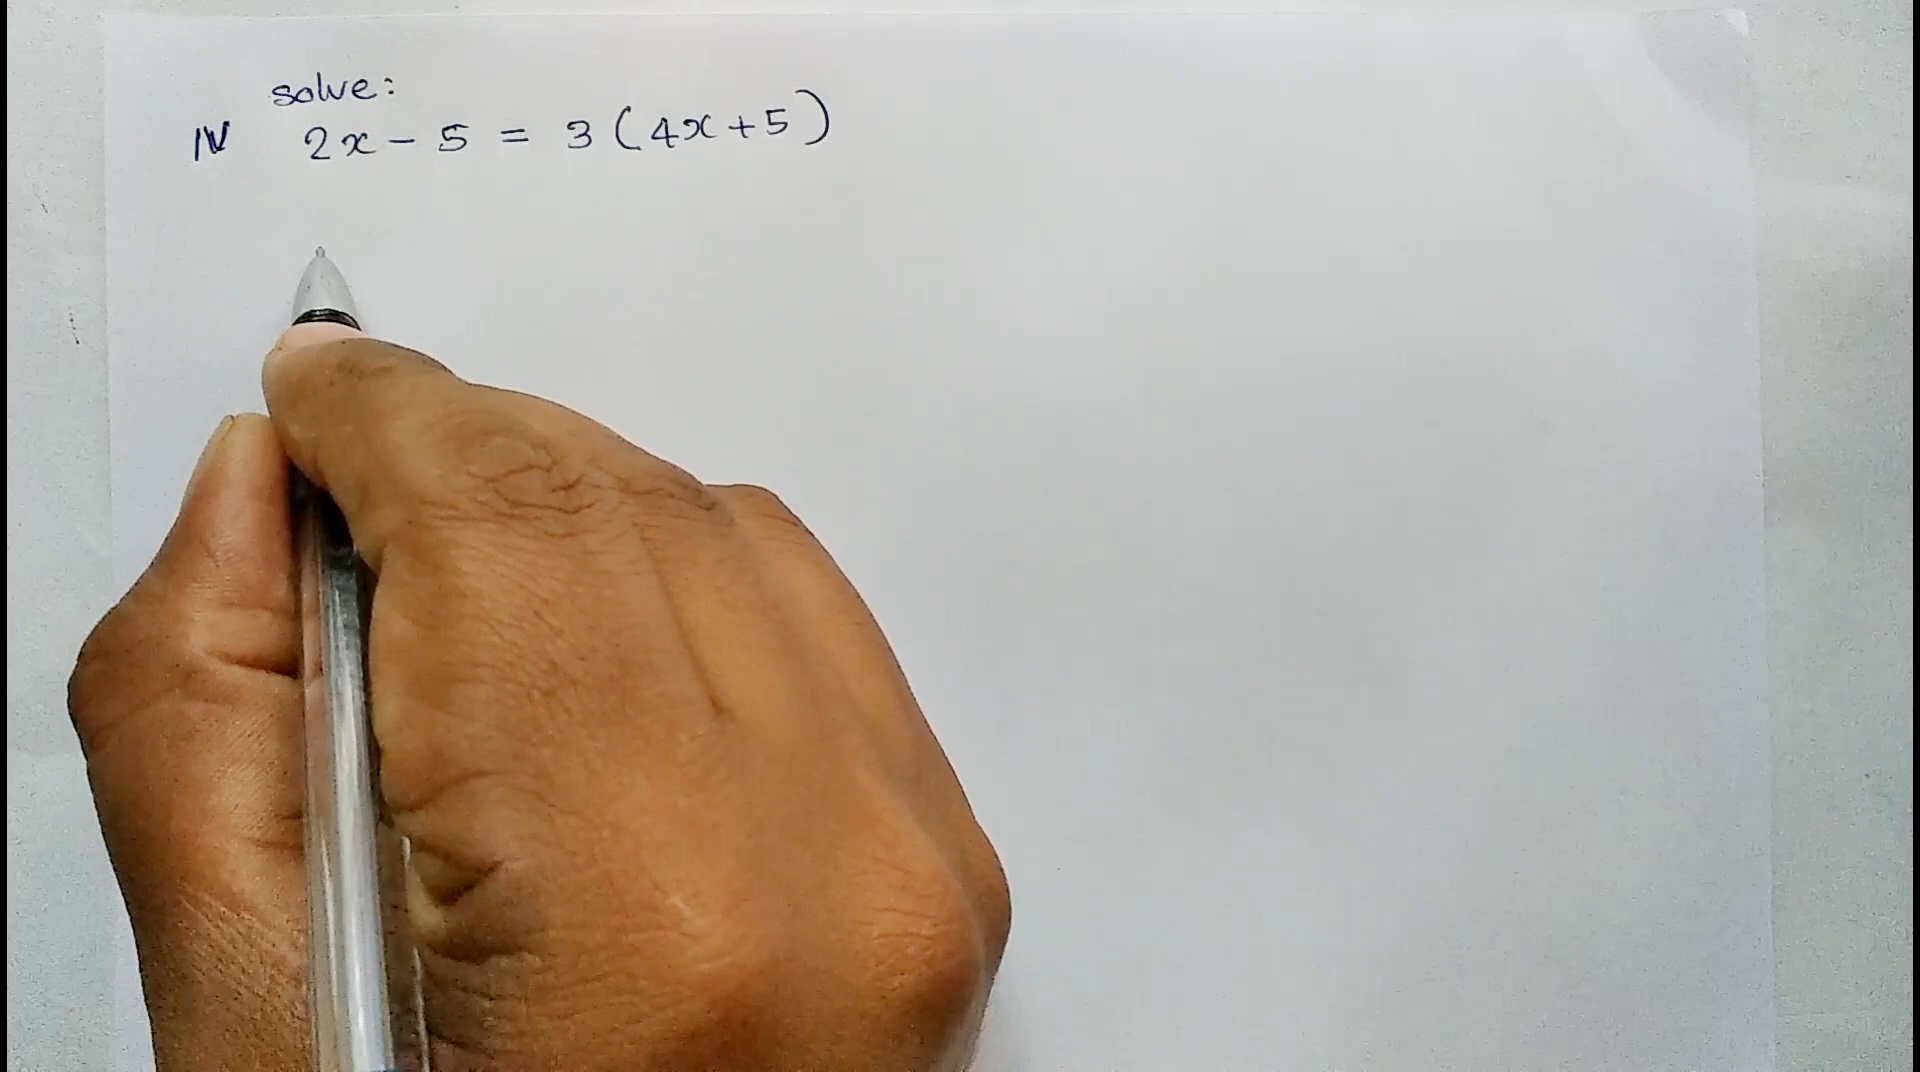 solve:
IV 2x - 5 = 3 (4x+5)